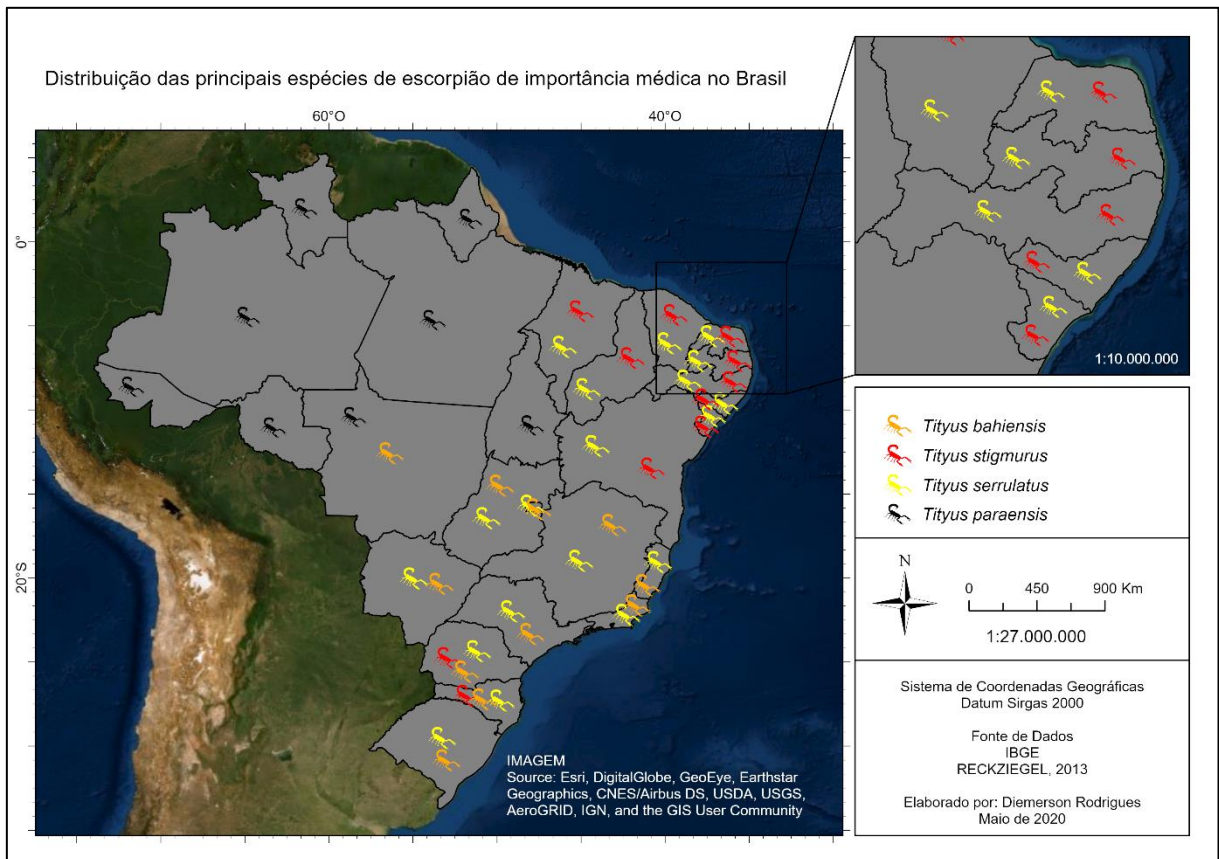 Distribuição das principais espécies de escorpião de importância médica no Brasil
60°O
40°O
0°
20°S
1:10.000.000
Tityus bahiensis
Tityus stigmurus
Tityus serrulatus
Tityus paraensis
N
0 450 900 Km
1:27.000.000
Sistema de Coordenadas Geográficas
Datum Sirgas 2000
Fonte de Dados
IBGE
RECKZIEGEL, 2013
Elaborado por: Diemerson Rodrigues
Maio de 2020
IMAGEM
Source: Esri, DigitalGlobe, GeoEye, Earthstar
Geographics, CNES/Airbus DS, USDA, USGS,
AeroGRID, IGN, and the GIS User Community